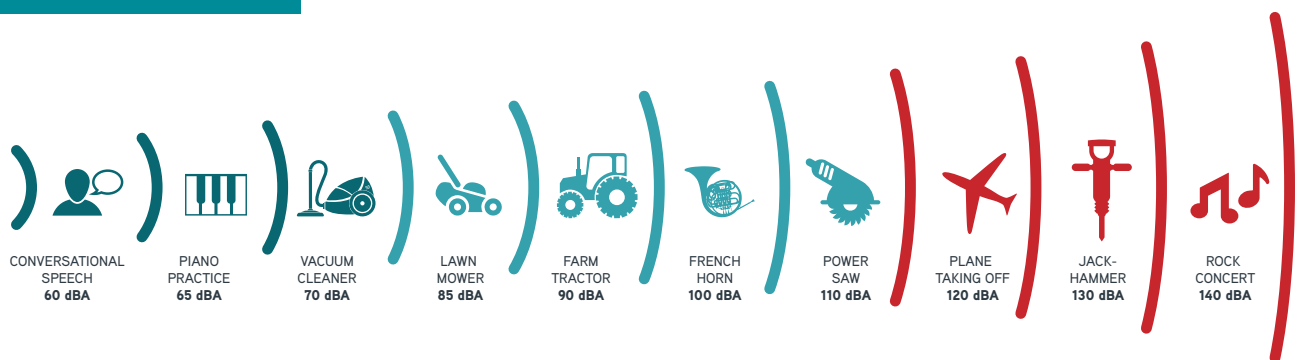 CONVERSATIONAL
SPEECH
60 dBA
PIANO
PRACTICE
65 dBA
VACUUM
CLEANER
70 dBA
LAWN
MOWER
85 dBA
FARM
TRACTOR
90 dBA
FRENCH
HORN
100 dBA
POWER
SAW
110 dBA
PLANE
TAKING OFF
120 dBA
JACK-
HAMMER
130 dBA
ROCK
CONCERT
140 dBA